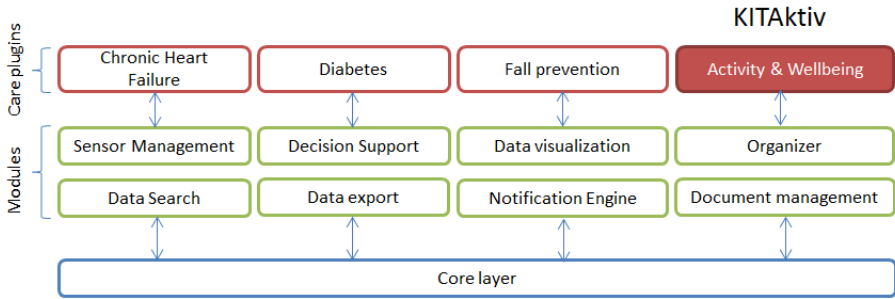 KITAktiv
Care plugins
Chronic Heart
Failure
Diabetes
Fall prevention
Activity & Wellbeing
Modules
Sensor Management
Decision Support
Data visualization
Organizer
Data Search
Data export
Notification Engine
Document management
Core layer